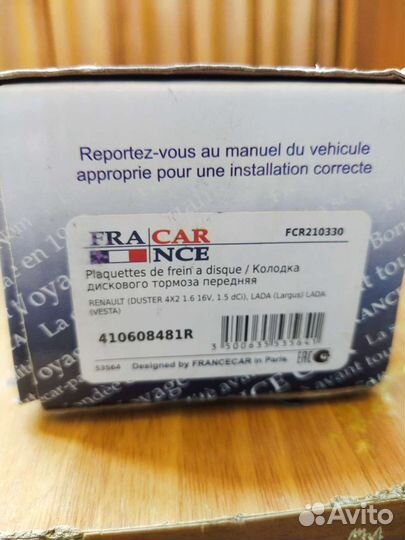 Reportez-vous au manuel du vehicule
approprie pour une installation correcte
FRA CAR
NCE
FCR210330
Plaquettes de frein a disque / Колодка
дискового тормоза передняя
RENAULT (DUSTER 4X2 1.6 16V, 1.5 dCi), LADA (Largus) LADA
(VESTA)
410608481R
3500635535641
53564
Designed by FRANCECAR in Paris.
EAC
Avito